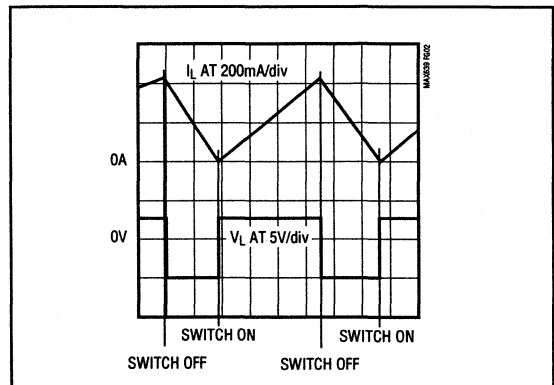 I_L AT 200mA/div
MAX639 FG02
0A
0V
V_L AT 5V/div
SWITCH ON
SWITCH ON
SWITCH OFF
SWITCH OFF